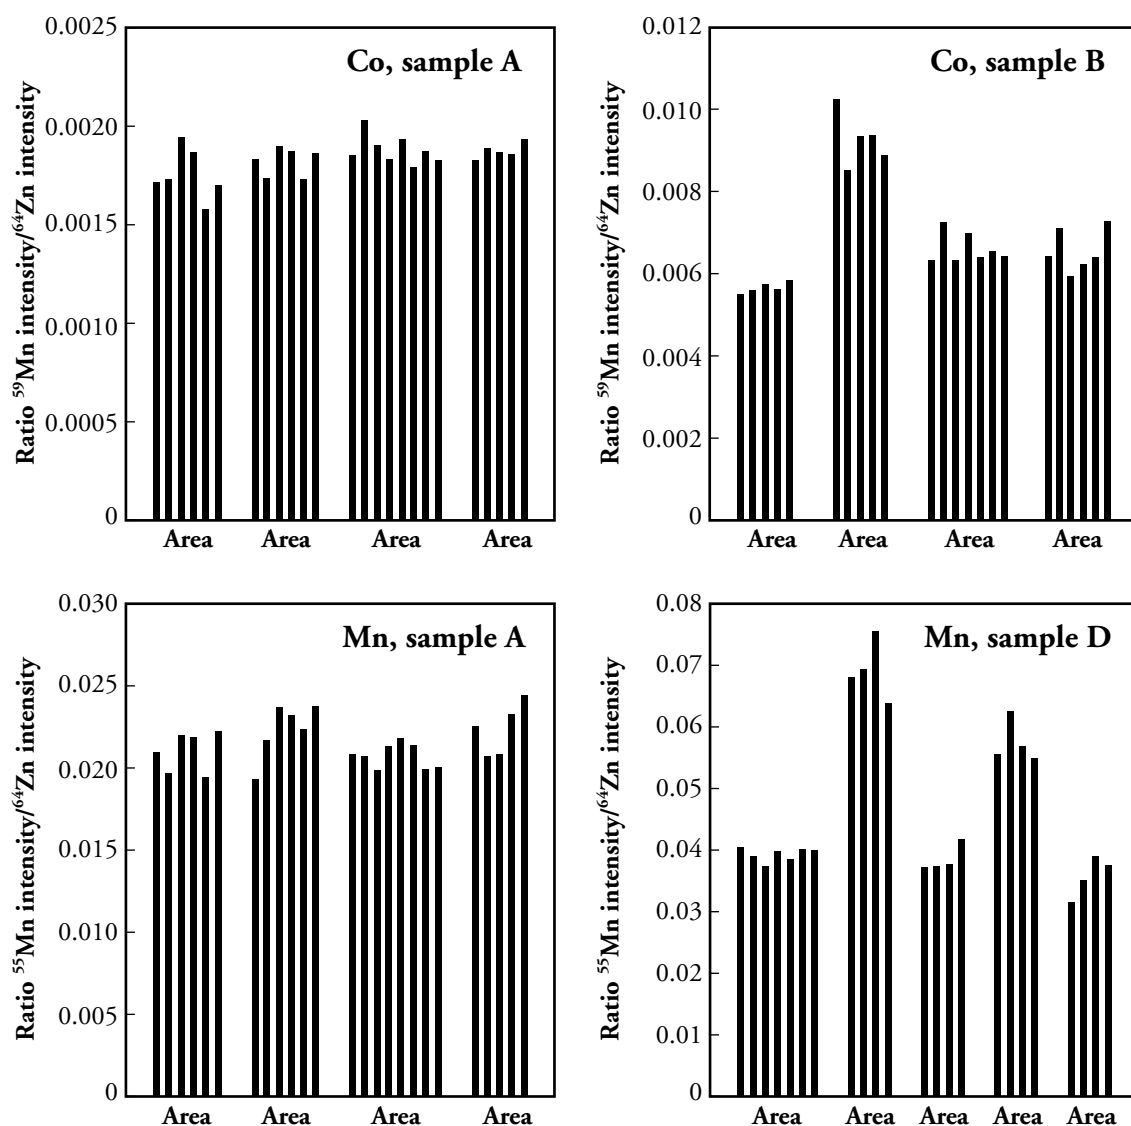 Co, sample A
Ratio ⁵⁹Mn intensity/⁶⁴Zn intensity
0.0025
0.0020
0.0015
0.0010
0.0005
0
Area Area Area Area
Co, sample B
Ratio ⁵⁹Mn intensity/⁶⁴Zn intensity
0.012
0.010
0.008
0.006
0.004
0.002
0
Area Area Area Area
Mn, sample A
Ratio ⁵⁵Mn intensity/⁶⁴Zn intensity
0.030
0.025
0.020
0.015
0.010
0.005
0
Area Area Area Area
Mn, sample D
Ratio ⁵⁵Mn intensity/⁶⁴Zn intensity
0.08
0.07
0.06
0.05
0.04
0.03
0.02
0.01
0
Area Area Area Area Area